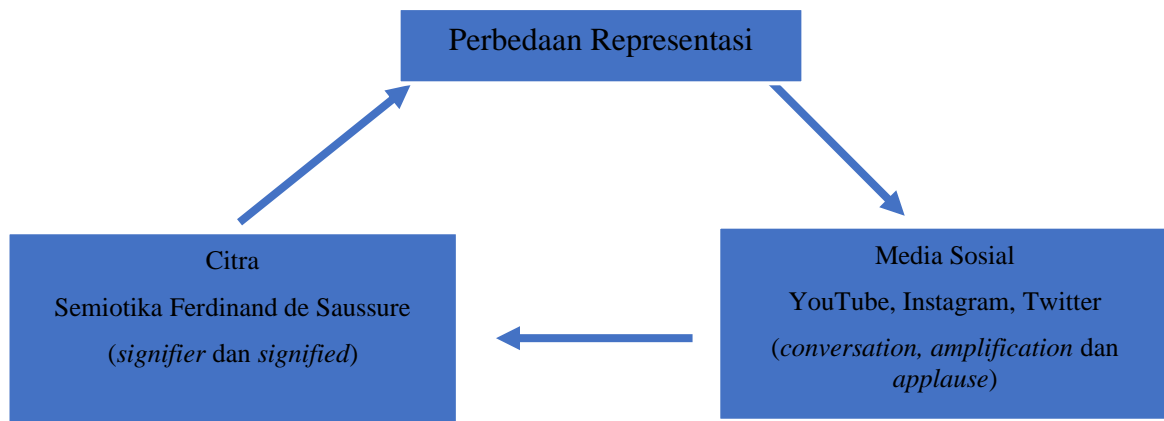 Perbedaan Representasi
Citra
Semiotika Ferdinand de Saussure
(signifier dan signified)
Media Sosial
YouTube, Instagram, Twitter
(conversation, amplification dan
applause)